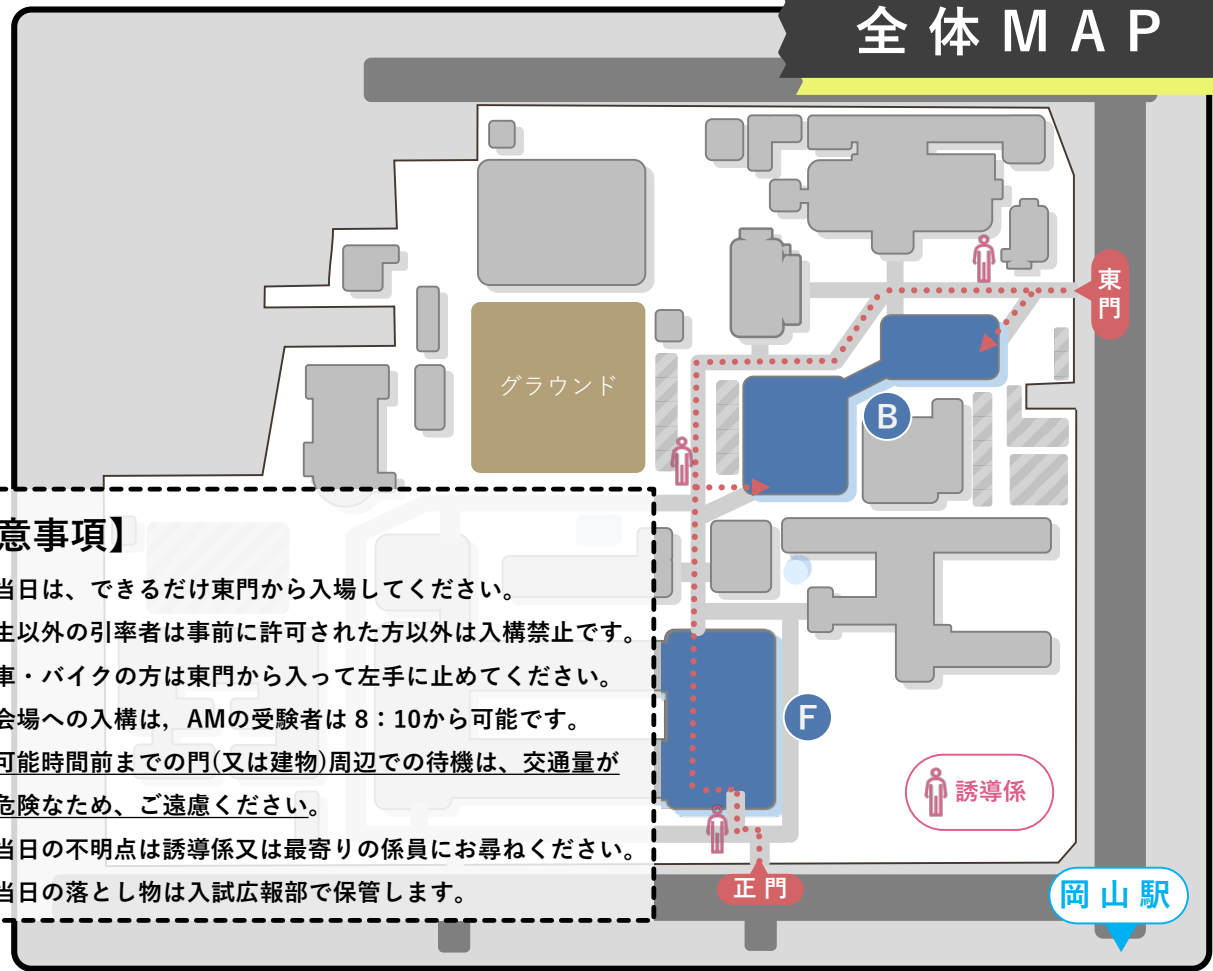 全体MAP
東門
グラウンド
B
意事項】
当日は、できるだけ東門から入場してください。
生以外の引率者は事前に許可された方以外は入構禁止です。
車・バイクの方は東門から入って左手に止めてください。
会場への入構は，AMの受験者は８：10から可能です。
可能時間前までの門(又は建物)周辺での待機は、交通量が
危険なため、ご遠慮ください。
当日の不明点は誘導係又は最寄りの係員にお尋ねください。
当日の落とし物は入試広報部で保管します。
F
誘導係
正門
岡山駅